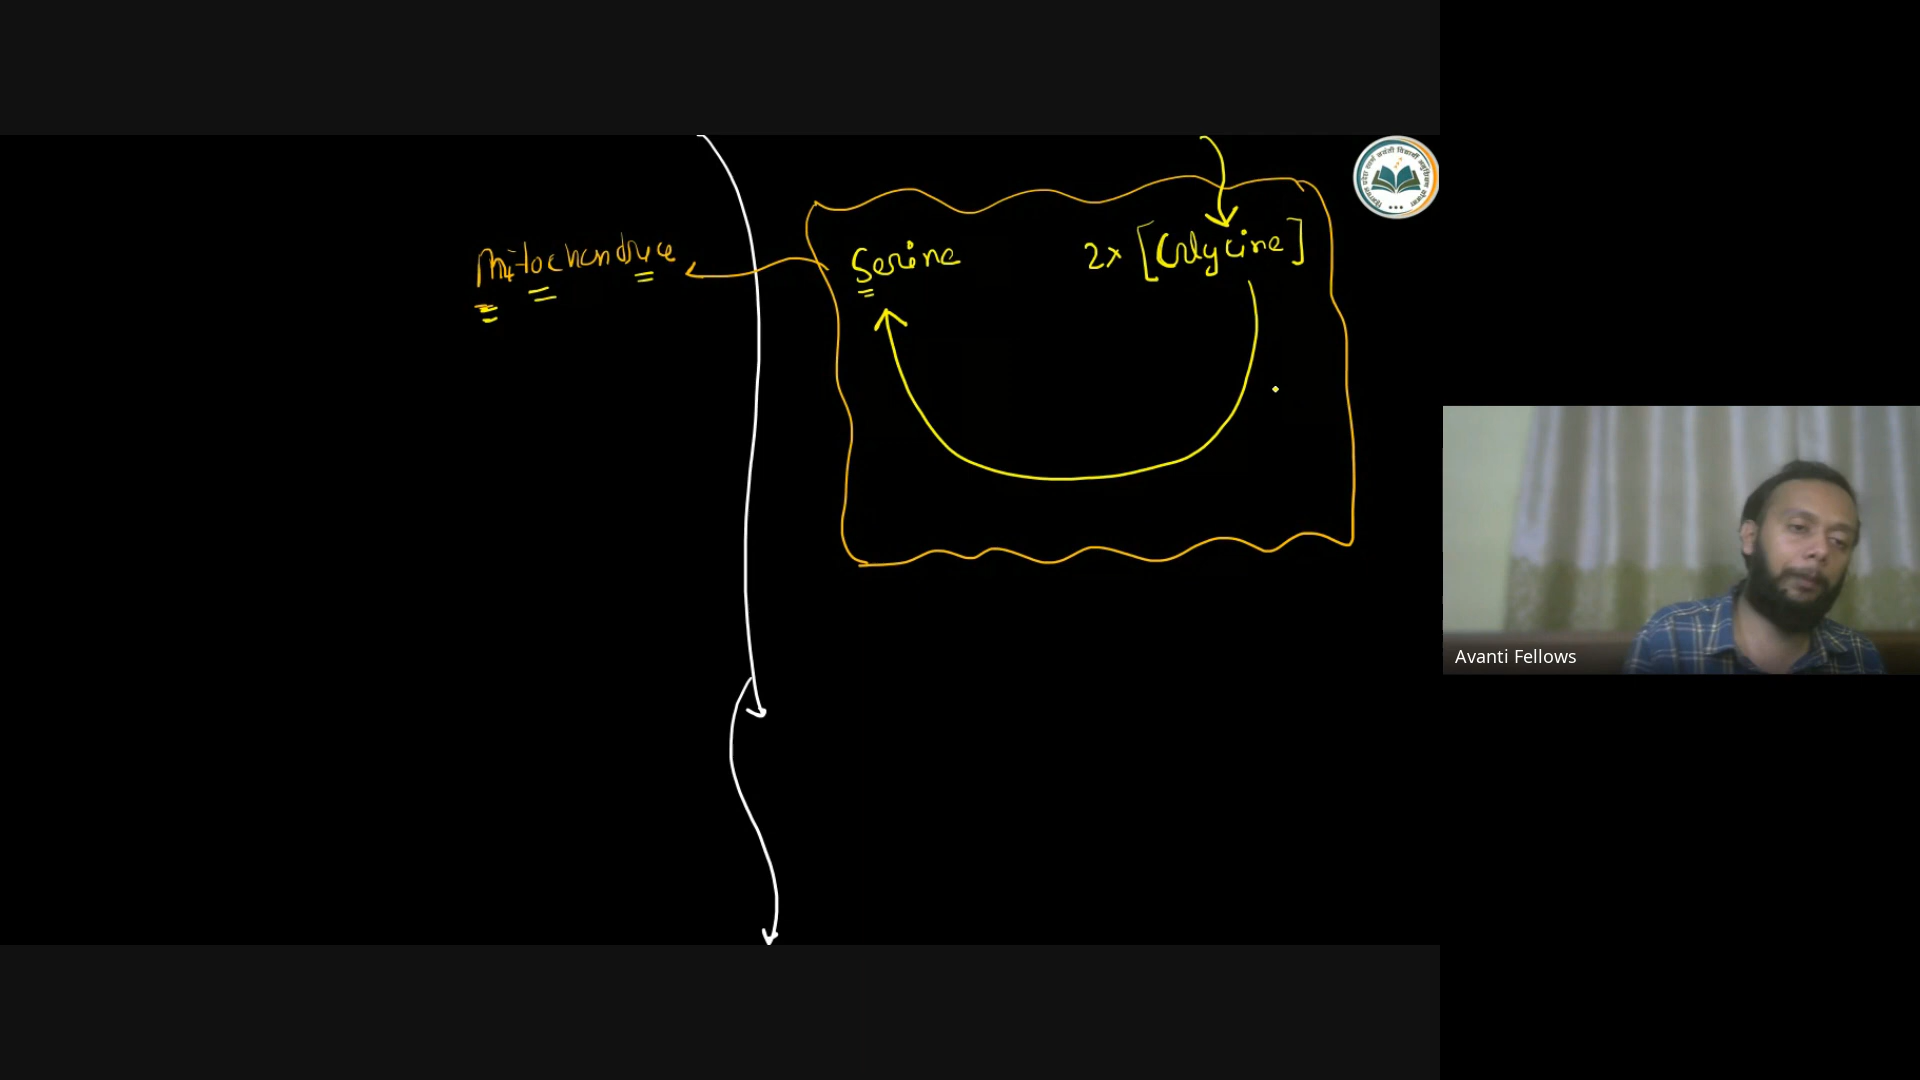 Mitochondria
Serine
2x [Glycine]
Avanti Fellows